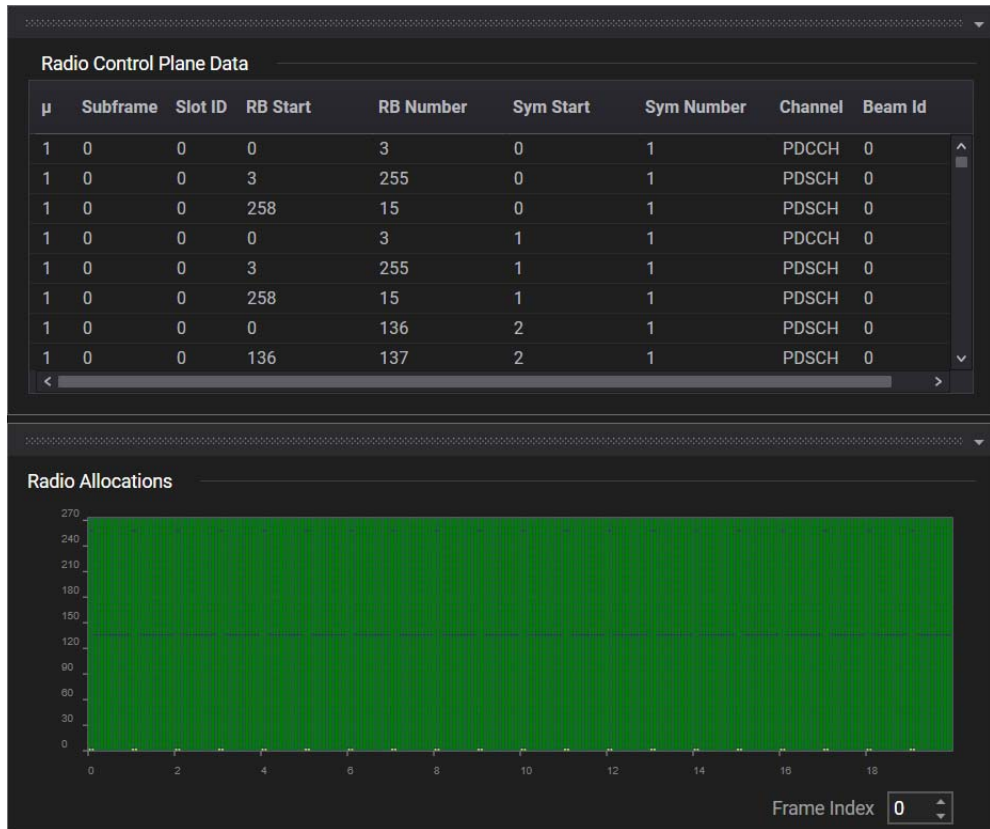 Radio Control Plane Data
µ Subframe Slot ID RB Start RB Number Sym Start Sym Number Channel Beam Id
1 0 0 0 3 0 1 PDCCH 0
1 0 0 3 255 0 1 PDSCH 0
1 0 0 258 15 0 1 PDSCH 0
1 0 0 0 3 1 1 PDCCH 0
1 0 0 3 255 1 1 PDSCH 0
1 0 0 258 15 1 1 PDSCH 0
1 0 0 0 136 2 1 PDSCH 0
1 0 0 136 137 2 1 PDSCH 0
Radio Allocations
270
240
210
180
150
120
90
60
30
0
0 2 4 6 8 10 12 14 16 18
Frame Index 0